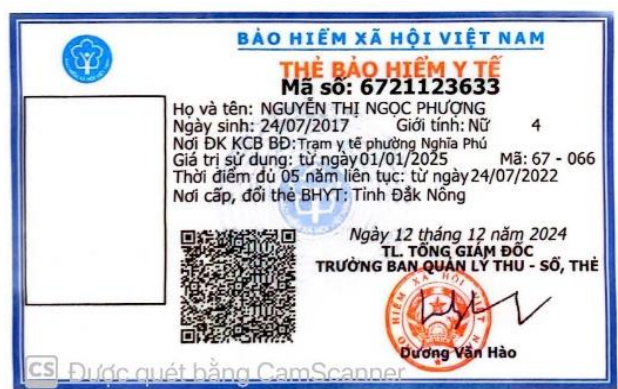 BẢO HIỂM XÃ HỘI VIỆT NAM
THẺ BẢO HIỂM Y TẾ
Mã số: 6721123633
Họ và tên: NGUYỄN THỊ NGỌC PHƯỢNG
Ngày sinh: 24/07/2017 Giới tính: Nữ 4
Nơi ĐK KCB BĐ: Trạm y tế phường Nghĩa Phú
Giá trị sử dụng: từ ngày 01/01/2025 Mã: 67 - 066
Thời điểm đủ 05 năm liên tục: từ ngày 24/07/2022
Nơi cấp, đổi thẻ BHYT: Tỉnh Đắk Nông
Ngày 12 tháng 12 năm 2024
TL. TỔNG GIÁM ĐỐC
TRƯỞNG BAN QUẢN LÝ THU - SỔ, THẺ
Dương Văn Hào
CS Được quét bằng CamScanner